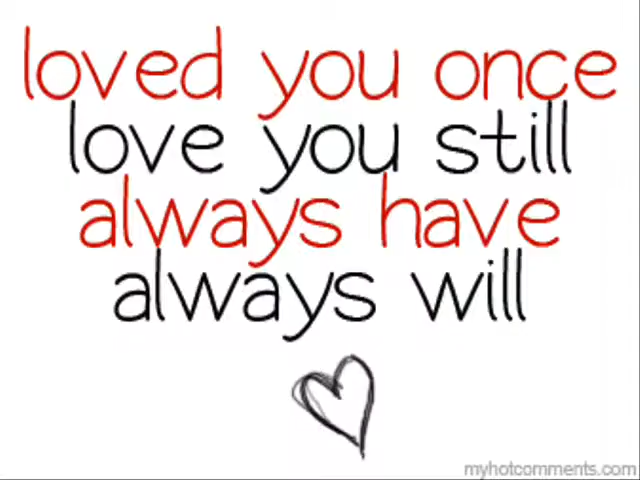 loved you once
love you still
always have
always will
myhotcomments.com